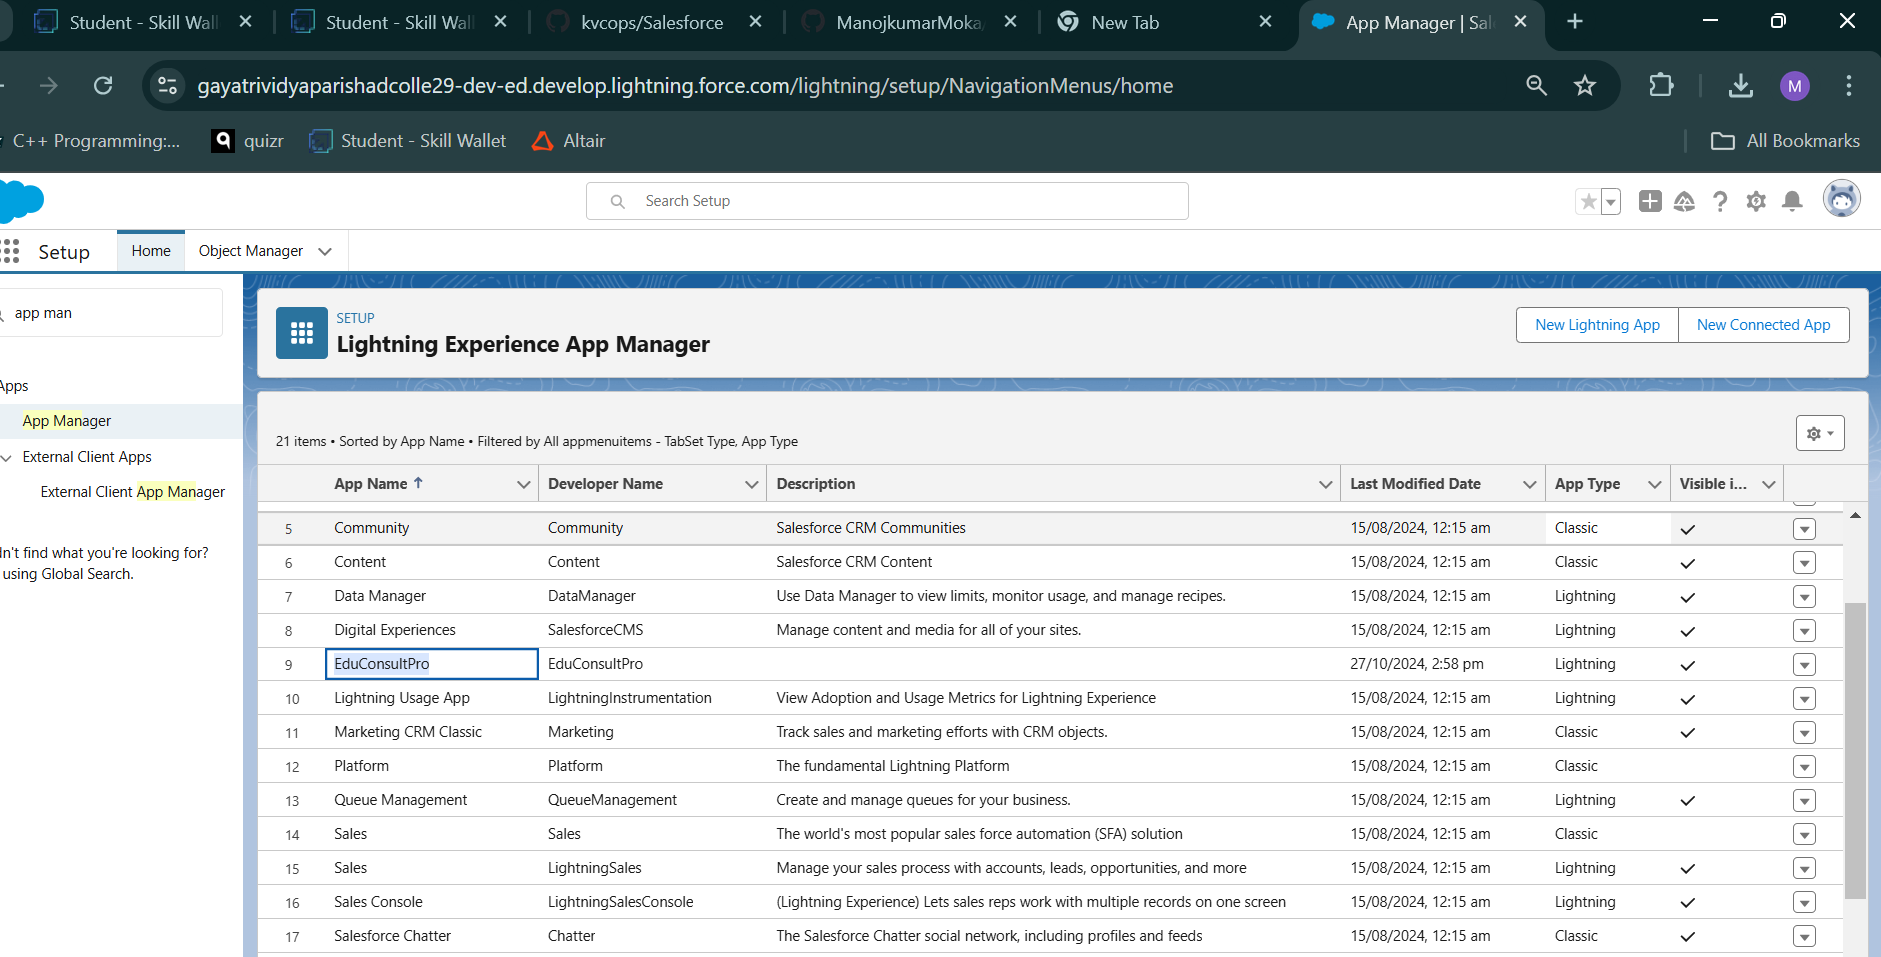 Student - Skill Wall
Student - Skill Wall
kvcops/Salesforce
ManojkumarMoka/
New Tab
App Manager | Sal
gayatrividyaparishadcolle29-dev-ed.develop.lightning.force.com/lightning/setup/NavigationMenus/home
M
C++ Programming:...
q quizr
Student - Skill Wallet
Altair
All Bookmarks
Search Setup
Setup
Home
Object Manager
app man
Apps
App Manager
External Client Apps
External Client App Manager
dn't find what you're looking for?
using Global Search.
SETUP
Lightning Experience App Manager
New Lightning App
New Connected App
21 items • Sorted by App Name • Filtered by All appmenuitems - TabSet Type, App Type
App Name ↑ Developer Name Description Last Modified Date App Type Visible i...
5 Community Community Salesforce CRM Communities 15/08/2024, 12:15 am Classic ✓
6 Content Content Salesforce CRM Content 15/08/2024, 12:15 am Classic ✓
7 Data Manager DataManager Use Data Manager to view limits, monitor usage, and manage recipes. 15/08/2024, 12:15 am Lightning ✓
8 Digital Experiences SalesforceCMS Manage content and media for all of your sites. 15/08/2024, 12:15 am Lightning ✓
9 EduConsultPro EduConsultPro 27/10/2024, 2:58 pm Lightning ✓
10 Lightning Usage App LightningInstrumentation View Adoption and Usage Metrics for Lightning Experience 15/08/2024, 12:15 am Lightning ✓
11 Marketing CRM Classic Marketing Track sales and marketing efforts with CRM objects. 15/08/2024, 12:15 am Classic ✓
12 Platform Platform The fundamental Lightning Platform 15/08/2024, 12:15 am Classic
13 Queue Management QueueManagement Create and manage queues for your business. 15/08/2024, 12:15 am Lightning ✓
14 Sales Sales The world's most popular sales force automation (SFA) solution 15/08/2024, 12:15 am Classic
15 Sales LightningSales Manage your sales process with accounts, leads, opportunities, and more 15/08/2024, 12:15 am Lightning ✓
16 Sales Console LightningSalesConsole (Lightning Experience) Lets sales reps work with multiple records on one screen 15/08/2024, 12:15 am Lightning ✓
17 Salesforce Chatter Chatter The Salesforce Chatter social network, including profiles and feeds 15/08/2024, 12:15 am Classic ✓